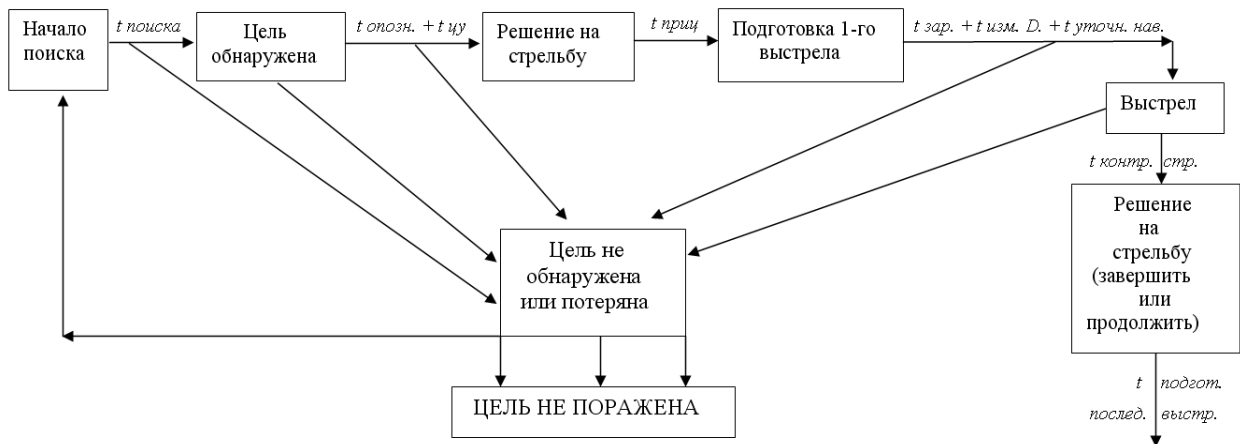 Начало
поиска
t поиска
Цель
обнаружена
t опозн. + t цу
Решение на
стрельбу
t приц
Подготовка 1-го
выстрела
t зар. + t изм. D. + t уточн. нав.
Выстрел
t контр. стр.
Решение
на
стрельбу
(завершить
или
продолжить)
t подгот.
послед. выстр.
Цель не
обнаружена
или потеряна
ЦЕЛЬ НЕ ПОРАЖЕНА